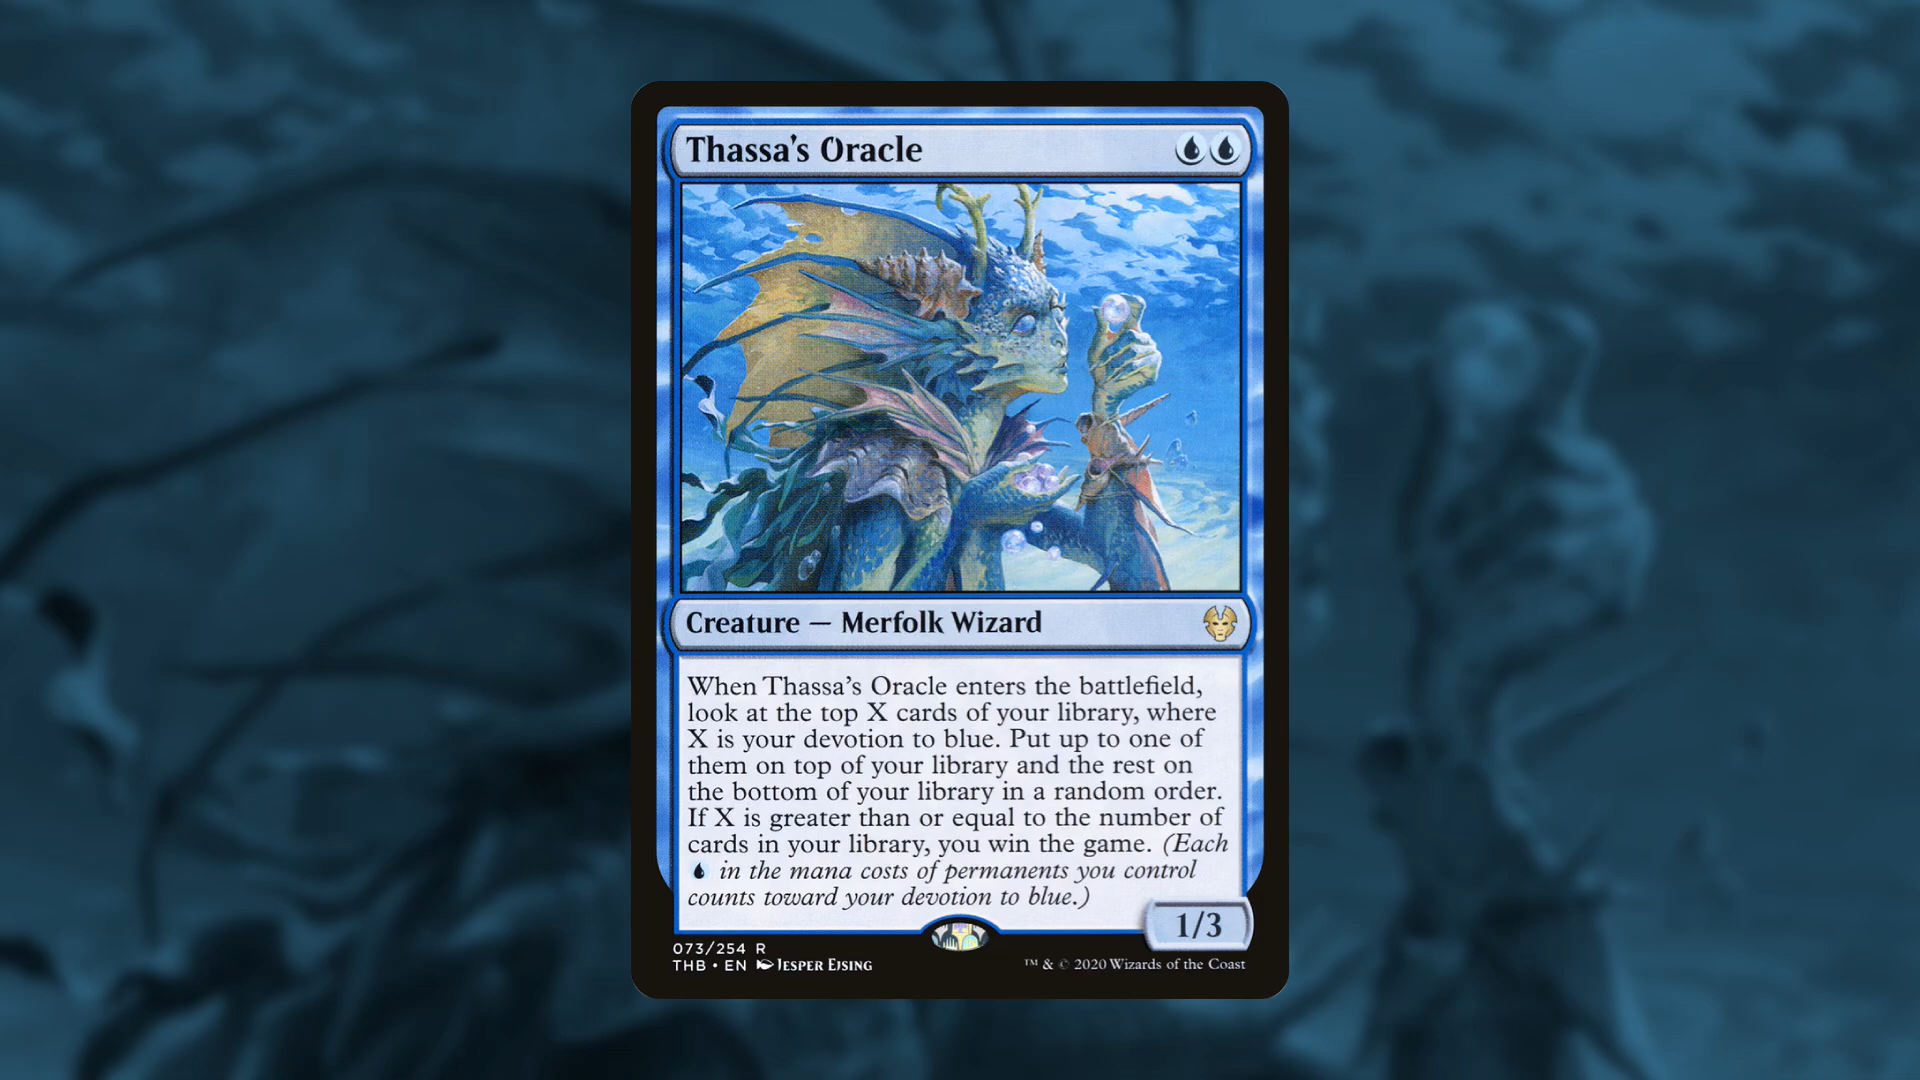 Thassa's Oracle
Creature — Merfolk Wizard
When Thassa's Oracle enters the battlefield,
look at the top X cards of your library, where
X is your devotion to blue. Put up to one of
them on top of your library and the rest on
the bottom of your library in a random order.
If X is greater than or equal to the number of
cards in your library, you win the game. (Each
in the mana costs of permanents you control
counts toward your devotion to blue.)
1/3
073/254 R
THB • EN Jesper Ejsing
™ & © 2020 Wizards of the Coast